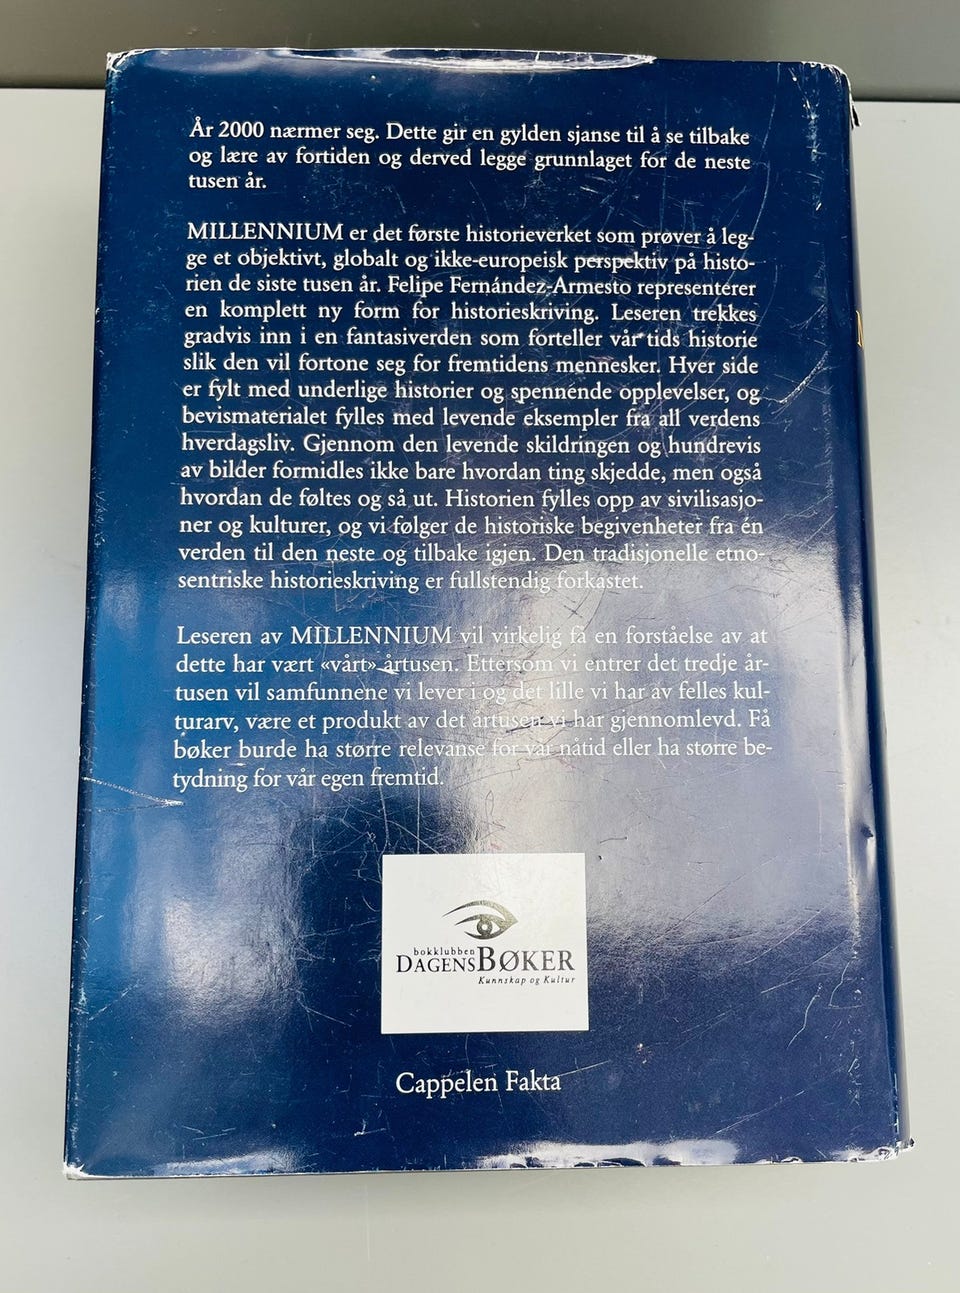 År 2000 nærmer seg. Dette gir en gylden sjanse til å se tilbake
og lære av fortiden og derved legge grunnlaget for de neste
tusen år.
MILLENNIUM er det første historieverket som prøver å leg-
ge et objektivt, globalt og ikke-europeisk perspektiv på histo-
rien de siste tusen år. Felipe Fernández-Armesto representerer
en komplett ny form for historieskriving. Leseren trekkes
gradvis inn i en fantasiverden som forteller vår tids historie
slik den vil fortone seg for fremtidens mennesker. Hver side
er fylt med underlige historier og spennende opplevelser, og
bevismaterialet fylles med levende eksempler fra all verdens
hverdagsliv. Gjennom den levende skildringen og hundrevis
av bilder formidles ikke bare hvordan ting skjedde, men også
hvordan de føltes og så ut. Historien fylles opp av sivilisasjo-
ner og kulturer, og vi følger de historiske begivenheter fra én
verden til den neste og tilbake igjen. Den tradisjonelle etno-
sentriske historieskriving er fullstendig forkastet.
Leseren av MILLENNIUM vil virkelig få en forståelse av at
dette har vært «vårt» årtusen. Ettersom vi entrer det tredje år-
tusen vil samfunnene vi lever i og det lille vi har av felles kul-
turarv, være et produkt av det årtusen vi har gjennomlevd. Få
bøker burde ha større relevanse for vår nåtid eller ha større be-
tydning for vår egen fremtid.
bokklubben
DAGENS BØKER
Kunnskap og Kultur
Cappelen Fakta